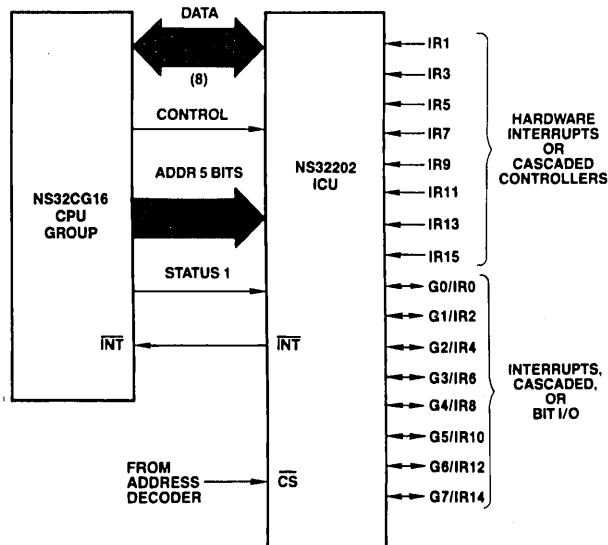 DATA
(8)
CONTROL
ADDR 5 BITS
STATUS 1
NS32CG16
CPU
GROUP
INT
NS32202
ICU
INT
FROM
ADDRESS
DECODER
CS
IR1
IR3
IR5
IR7
IR9
IR11
IR13
IR15
HARDWARE
INTERRUPTS
OR
CASCADED
CONTROLLERS
G0/IR0
G1/IR2
G2/IR4
G3/IR6
G4/IR8
G5/IR10
G6/IR12
G7/IR14
INTERRUPTS,
CASCADED,
OR
BIT I/O